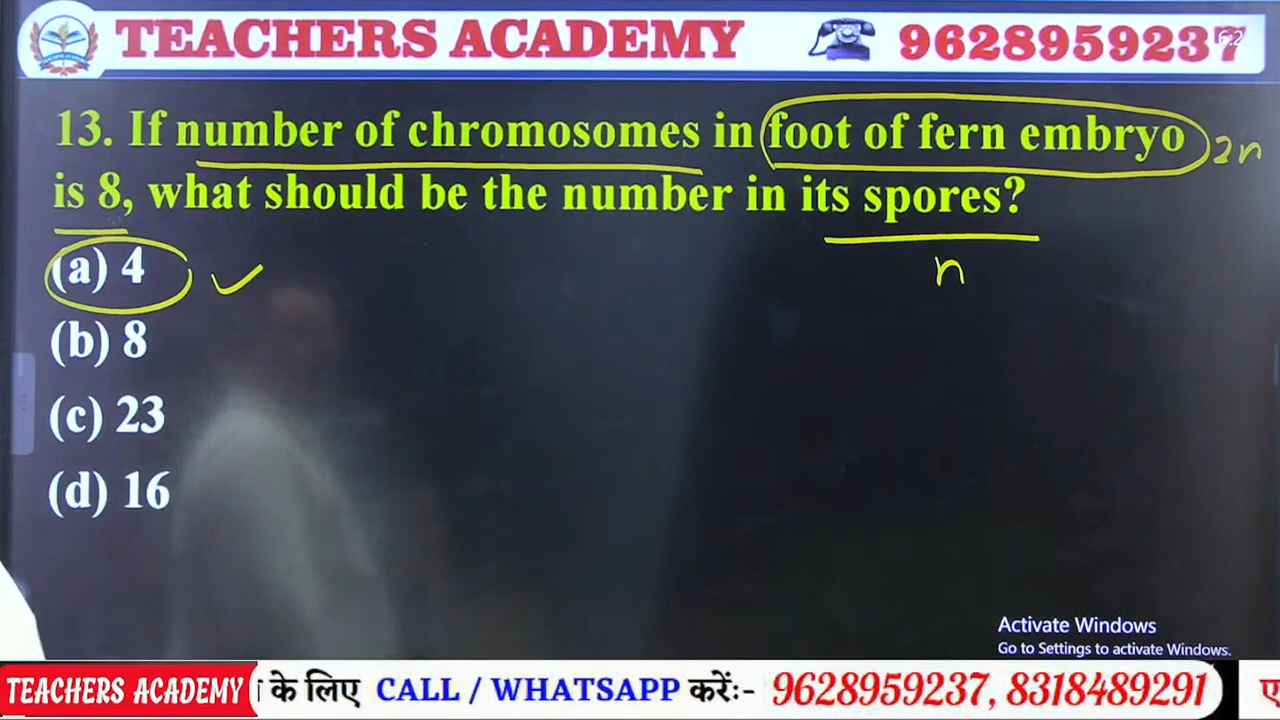 TEACHERS ACADEMY 9628959237
13. If number of chromosomes in foot of fern embryo 2n
is 8, what should be the number in its spores?
n
(a) 4
(b) 8
(c) 23
(d) 16
Activate Windows
Go to Settings to activate Windows.
TEACHERS ACADEMY के लिए CALL / WHATSAPP करें:- 9628959237, 8318489291